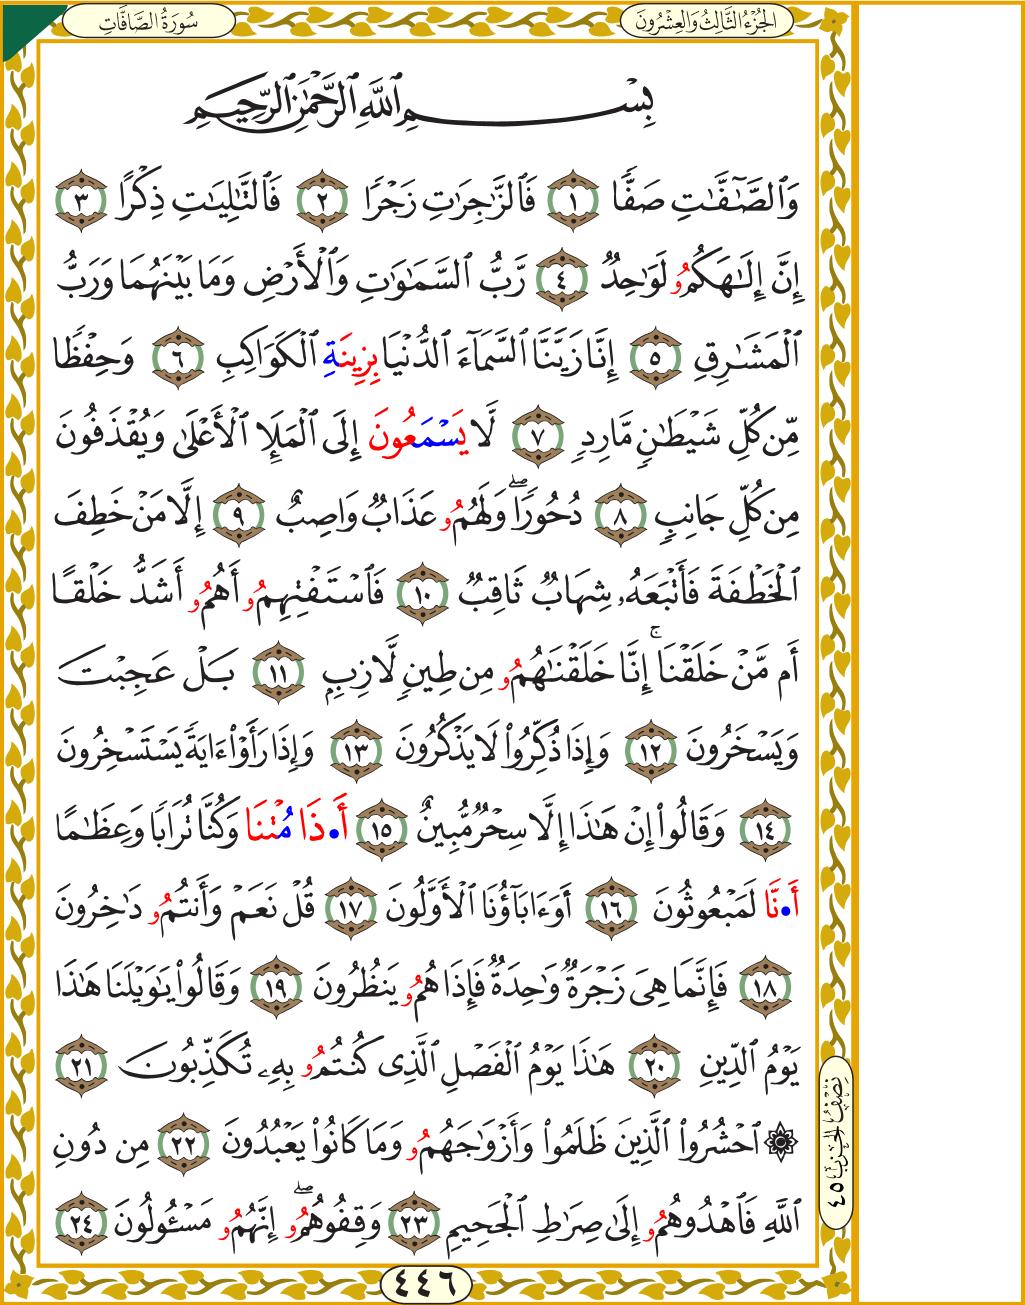 سُورَةُ الصَّافَّاتِ
الجُزْءُ الثَّالِثُ وَالعِشْرُونَ
بِسْمِ ٱللَّهِ ٱلرَّحْمَٰنِ ٱلرَّحِيمِ
وَٱلصَّٰٓفَّٰتِ صَفًّا ١ فَٱلزَّٰجِرَٰتِ زَجْرًا ٢ فَٱلتَّٰلِيَٰتِ ذِكْرًا ٣
إِنَّ إِلَٰهَكُمُۥ لَوَٰحِدٌ ٤ رَّبُّ ٱلسَّمَٰوَٰتِ وَٱلْأَرْضِ وَمَا بَيْنَهُمَا وَرَبُّ
ٱلْمَشَٰرِقِ ٥ إِنَّا زَيَّنَّا ٱلسَّمَآءَ ٱلدُّنْيَا بِزِينَةِ ٱلْكَوَاكِبِ ٦ وَحِفْظًا
مِّن كُلِّ شَيْطَٰنٍ مَّارِدٍ ٧ لَّا يَسْمَعُونَ إِلَى ٱلْمَلَإِ ٱلْأَعْلَىٰ وَيُقْذَفُونَ
مِن كُلِّ جَانِبٍ ٨ دُحُورًاۖ وَلَهُمُۥ عَذَابٌ وَاصِبٌ ٩ إِلَّا مَنْ خَطِفَ
ٱلْخَطْفَةَ فَأَتْبَعَهُۥ شِهَابٌ ثَاقِبٌ ١٠ فَٱسْتَفْتِهِمُۥ أَهُمُۥ أَشَدُّ خَلْقًا
أَم مَّنْ خَلَقْنَاۚ إِنَّا خَلَقْنَٰهُمُۥ مِن طِينٍ لَّازِبٍ ١١ بَلْ عَجِبْتَ
وَيَسْخَرُونَ ١٢ وَإِذَا ذُكِّرُوا۟ لَا يَذْكُرُونَ ١٣ وَإِذَا رَأَوْا۟ ءَايَةً يَسْتَسْخِرُونَ
١٤ وَقَالُوٓا۟ إِنْ هَٰذَآ إِلَّا سِحْرٌ مُّبِينٌ ١٥ أَ•ذَا مُتْنَا وَكُنَّا تُرَابًا وَعِظَٰمًا
أَ•نَّا لَمَبْعُوثُونَ ١٦ أَوَءَابَآؤُنَا ٱلْأَوَّلُونَ ١٧ قُلْ نَعَمْ وَأَنتُمُۥ دَٰخِرُونَ
١٨ فَإِنَّمَا هِىَ زَجْرَةٌ وَٰحِدَةٌ فَإِذَا هُمُۥ يَنظُرُونَ ١٩ وَقَالُوا۟ يَٰوَيْلَنَا هَٰذَا
يَوْمُ ٱلدِّينِ ٢٠ هَٰذَا يَوْمُ ٱلْفَصْلِ ٱلَّذِى كُنتُمُۥ بِهِۦ تُكَذِّبُونَ ٢١
۞ ٱحْشُرُوا۟ ٱلَّذِينَ ظَلَمُوا۟ وَأَزْوَٰجَهُمُۥ وَمَا كَانُوا۟ يَعْبُدُونَ ٢٢ مِن دُونِ
ٱللَّهِ فَٱهْدُوهُمُۥ إِلَىٰ صِرَٰطِ ٱلْجَحِيمِ ٢٣ وَقِفُوهُمُۥۖ إِنَّهُمُۥ مَسْـُٔولُونَ ٢٤
نِصْفُ الحِزْبِ ٤٥
٤٤٦